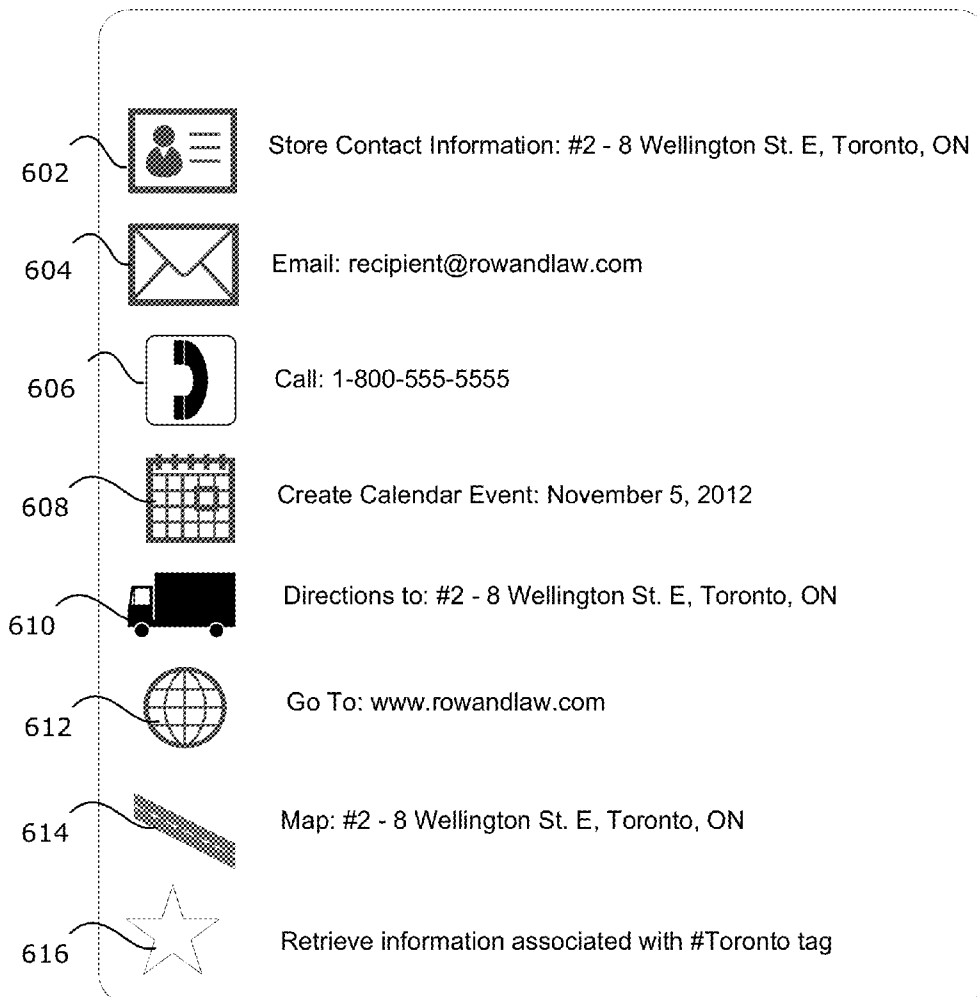 602 Store Contact Information: #2 - 8 Wellington St. E, Toronto, ON
604 Email: recipient@rowandlaw.com
606 Call: 1-800-555-5555
608 Create Calendar Event: November 5, 2012
610 Directions to: #2 - 8 Wellington St. E, Toronto, ON
612 Go To: www.rowandlaw.com
614 Map: #2 - 8 Wellington St. E, Toronto, ON
616 Retrieve information associated with #Toronto tag